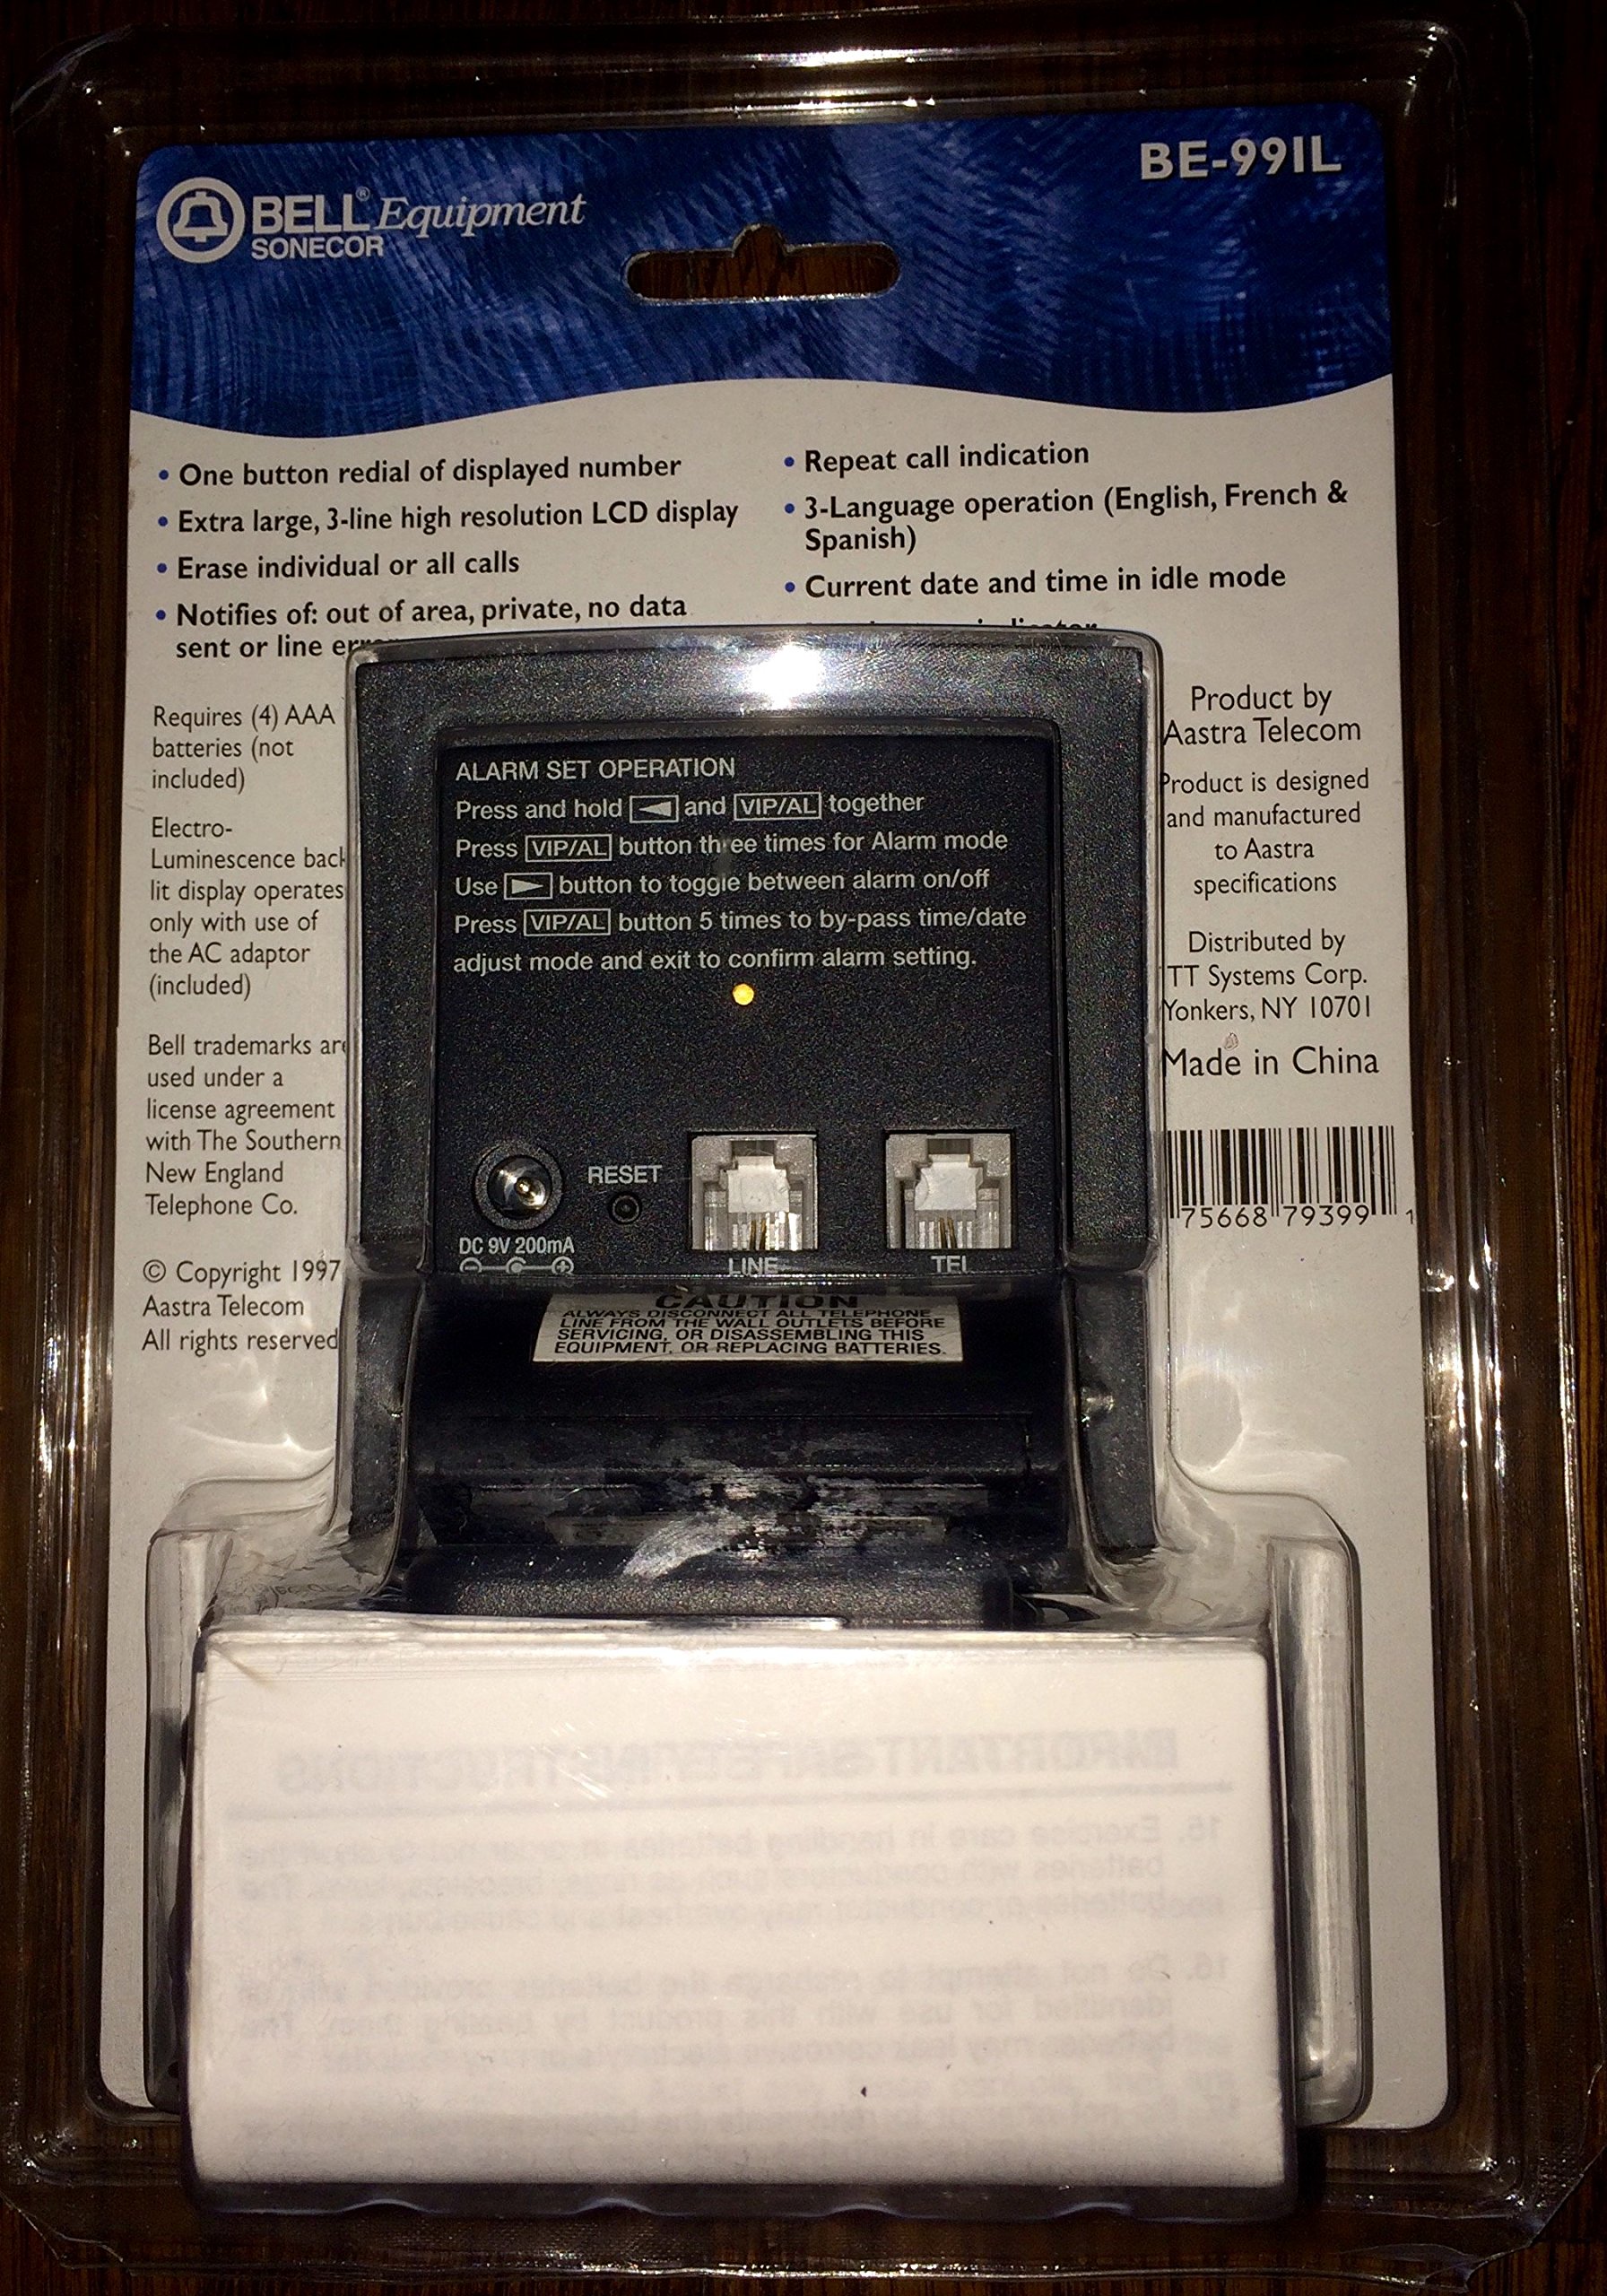 BE-991L
BELL® Equipment
SONECOR
• One button redial of displayed number
• Extra large, 3-line high resolution LCD display
• Erase individual or all calls
• Notifies of: out of area, private, no data
sent or line
• Repeat call indication
• 3-Language operation (English, French &
Spanish)
• Current date and time in idle mode
indicator
Requires (4) AAA
batteries (not
included)
Electro-
Luminescence back
lit display operates
only with use of
the AC adaptor
(included)
Bell trademarks are
used under a
license agreement
with The Southern
New England
Telephone Co.
© Copyright 1997
Aastra Telecom
All rights reserved
ALARM SET OPERATION
Press and hold ◄ and VIP/AL together
Press VIP/AL button three times for Alarm mode
Use ► button to toggle between alarm on/off
Press VIP/AL button 5 times to by-pass time/date
adjust mode and exit to confirm alarm setting.
RESET
DC 9V 200mA
LINE
TEL
CAUTION
ALWAYS DISCONNECT ALL TELEPHONE
LINE FROM THE WALL OUTLETS BEFORE
SERVICING, OR DISASSEMBLING THIS
EQUIPMENT, OR REPLACING BATTERIES.
Product by
Aastra Telecom
Product is designed
and manufactured
to Aastra
specifications
Distributed by
TT Systems Corp.
Yonkers, NY 10701
Made in China
75668 79399 1